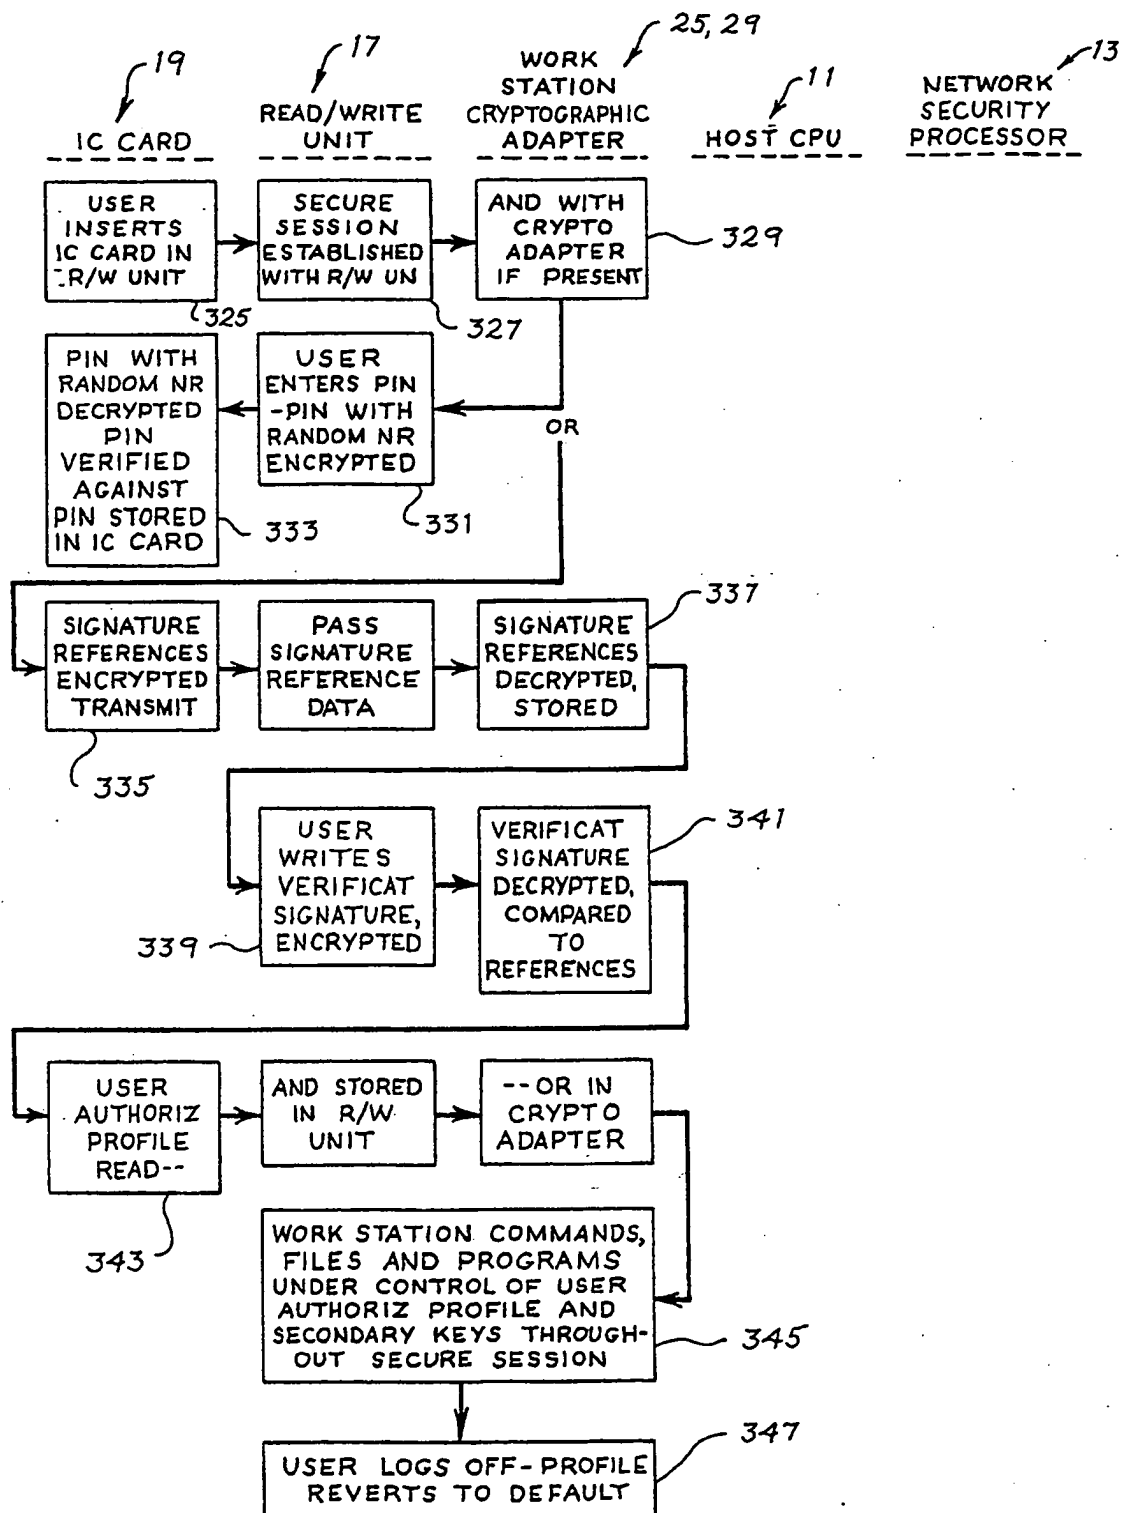 19
IC CARD
17
READ/WRITE
UNIT
25, 29
WORK
STATION
CRYPTOGRAPHIC
ADAPTER
11
HOST CPU
13
NETWORK
SECURITY
PROCESSOR
USER
INSERTS
IC CARD IN
R/W UNIT
325
SECURE
SESSION
ESTABLISHED
WITH R/W UN
327
AND WITH
CRYPTO
ADAPTER
IF PRESENT
329
PIN WITH
RANDOM NR
DECRYPTED
PIN
VERIFIED
AGAINST
PIN STORED
IN IC CARD
333
USER
ENTERS PIN
-PIN WITH
RANDOM NR
ENCRYPTED
331
OR
SIGNATURE
REFERENCES
ENCRYPTED
TRANSMIT
335
PASS
SIGNATURE
REFERENCE
DATA
SIGNATURE
REFERENCES
DECRYPTED,
STORED
337
USER
WRITES
VERIFICAT
SIGNATURE,
ENCRYPTED
339
VERIFICAT
SIGNATURE
DECRYPTED,
COMPARED
TO
REFERENCES
341
USER
AUTHORIZ
PROFILE
READ--
343
AND STORED
IN R/W
UNIT
--OR IN
CRYPTO
ADAPTER
WORK STATION COMMANDS,
FILES AND PROGRAMS
UNDER CONTROL OF USER
AUTHORIZ PROFILE AND
SECONDARY KEYS THROUGH-
OUT SECURE SESSION
345
USER LOGS OFF-PROFILE
REVERTS TO DEFAULT
347